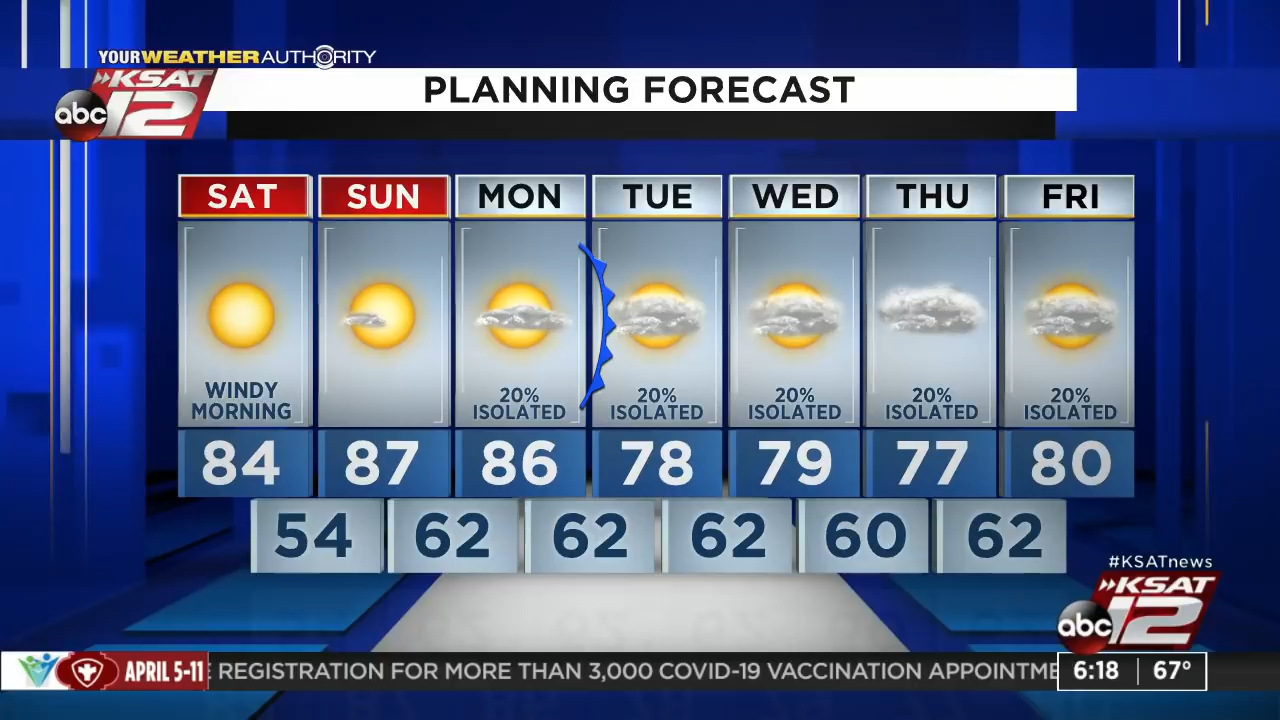 YOURWEATHERAUTHORITY
KSAT
abc 12
PLANNING FORECAST
SAT SUN MON TUE WED THU FRI
WINDY MORNING
20% ISOLATED
20% ISOLATED
20% ISOLATED
20% ISOLATED
20% ISOLATED
84 87 86 78 79 77 80
54 62 62 62 60 62
#KSATnews
KSAT
abc 12
APRIL 5-11 REGISTRATION FOR MORE THAN 3,000 COVID-19 VACCINATION APPOINTME
6:18 67°